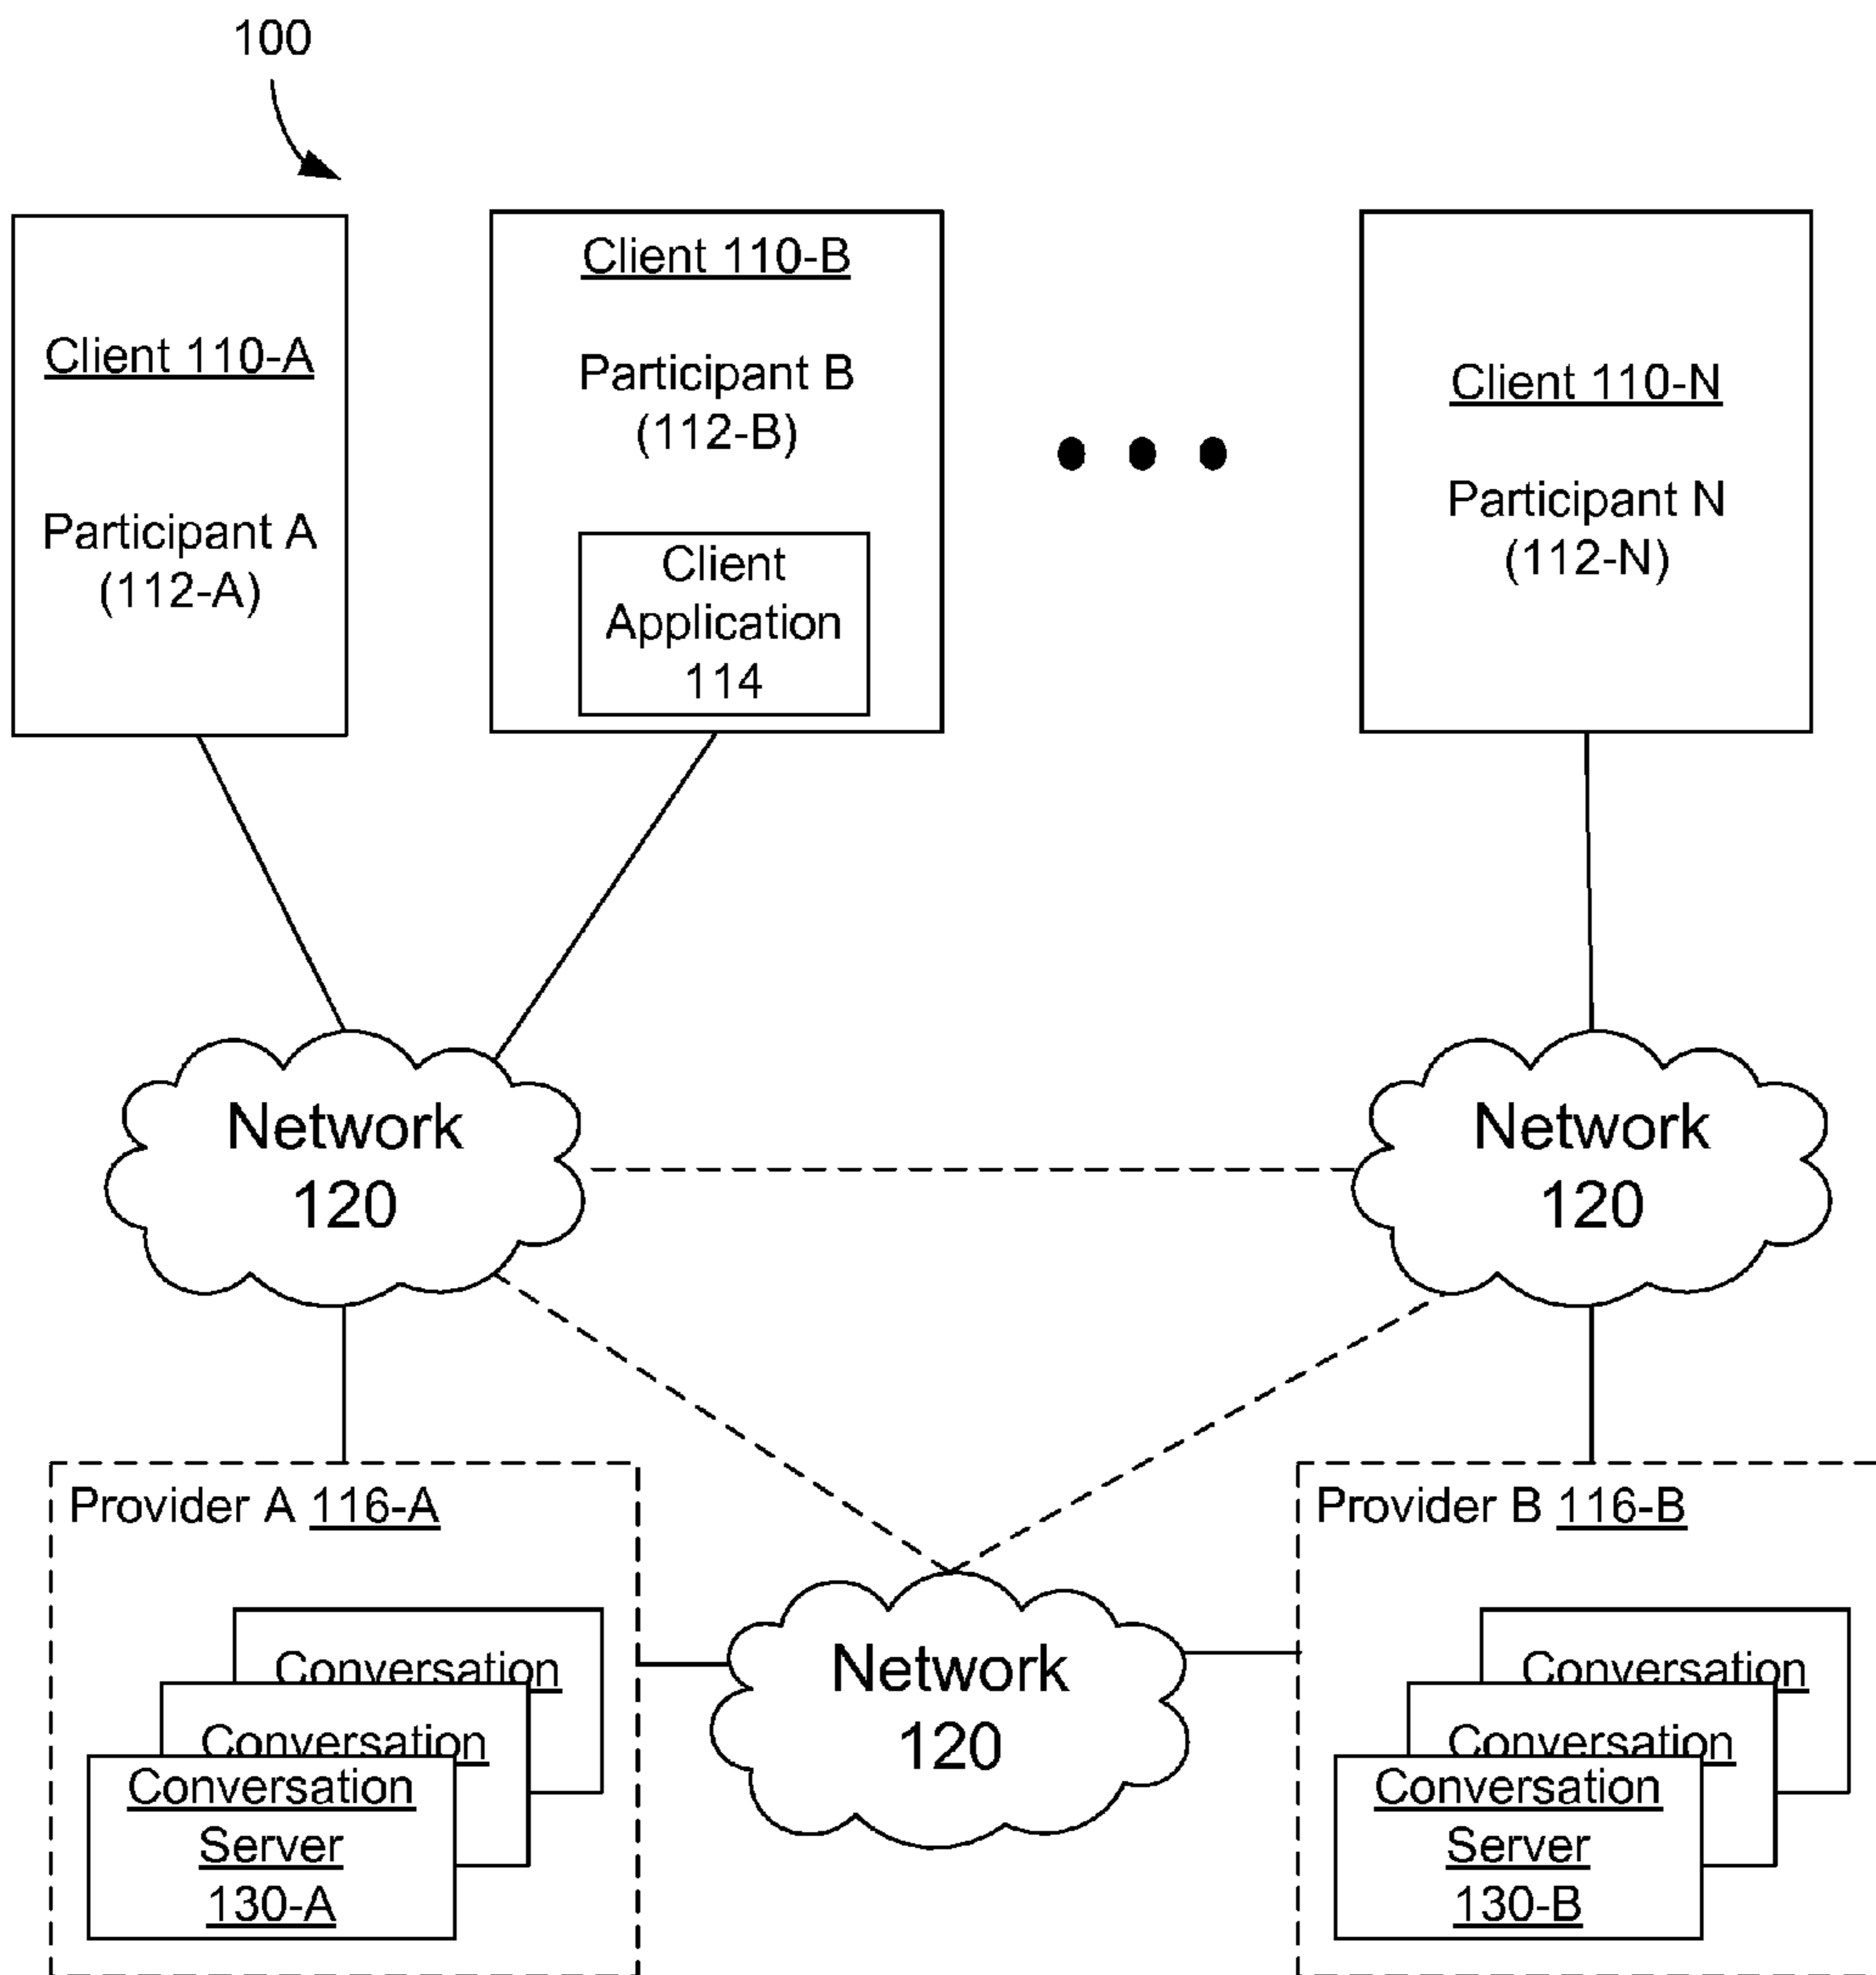 100
Client 110-A
Participant A
(112-A)
Client 110-B
Participant B
(112-B)
Client
Application
114
Client 110-N
Participant N
(112-N)
Network
120
Network
120
Provider A 116-A
Conversation
Conversation
Conversation
Server
130-A
Network
120
Provider B 116-B
Conversation
Conversation
Conversation
Server
130-B